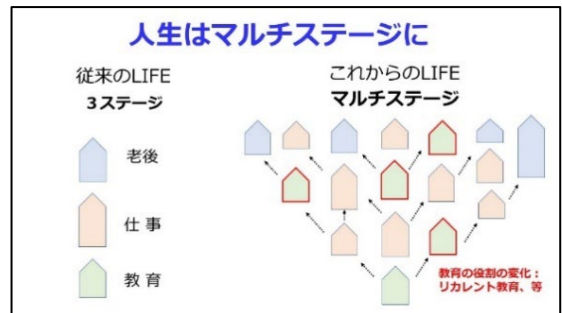 人生はマルチステージに
従来のLIFE
3ステージ
老後
仕事
教育
これからのLIFE
マルチステージ
教育の役割の変化：
リカレント教育、等